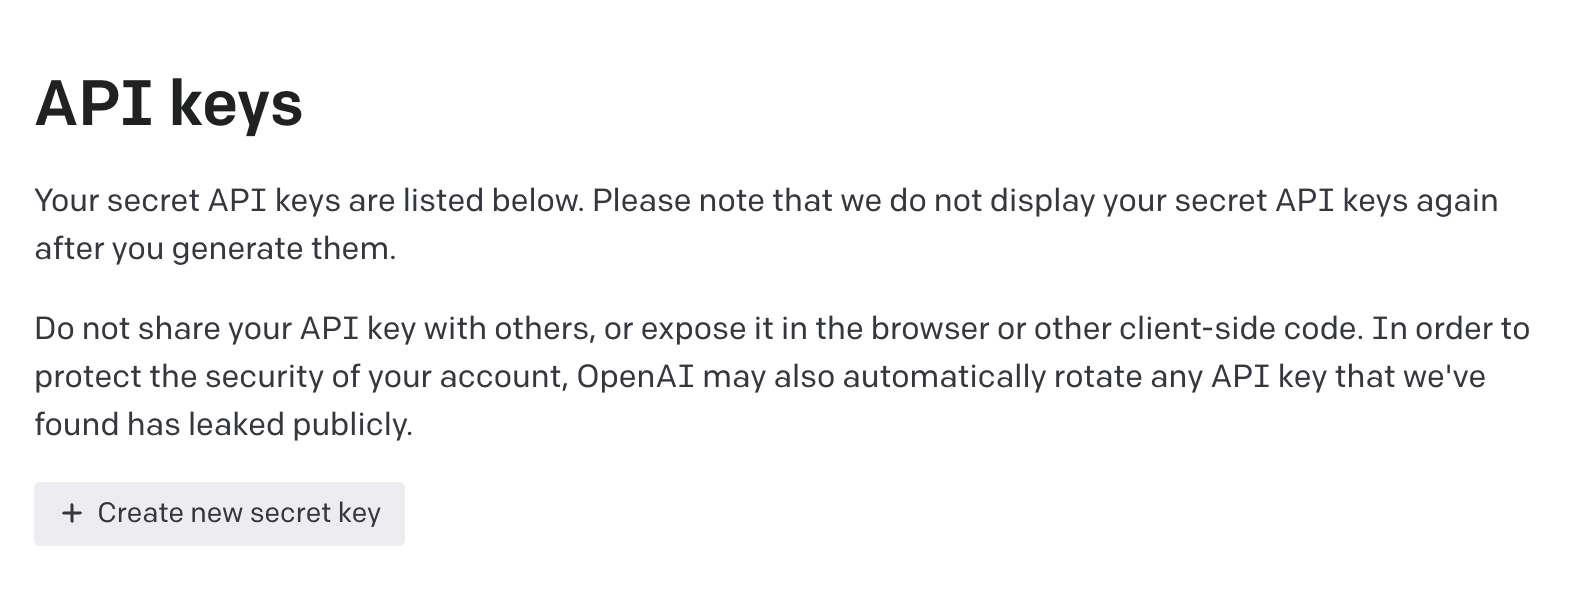 API keys
Your secret API keys are listed below. Please note that we do not display your secret API keys again
after you generate them.
Do not share your API key with others, or expose it in the browser or other client-side code. In order to
protect the security of your account, OpenAI may also automatically rotate any API key that we've
found has leaked publicly.
+ Create new secret key